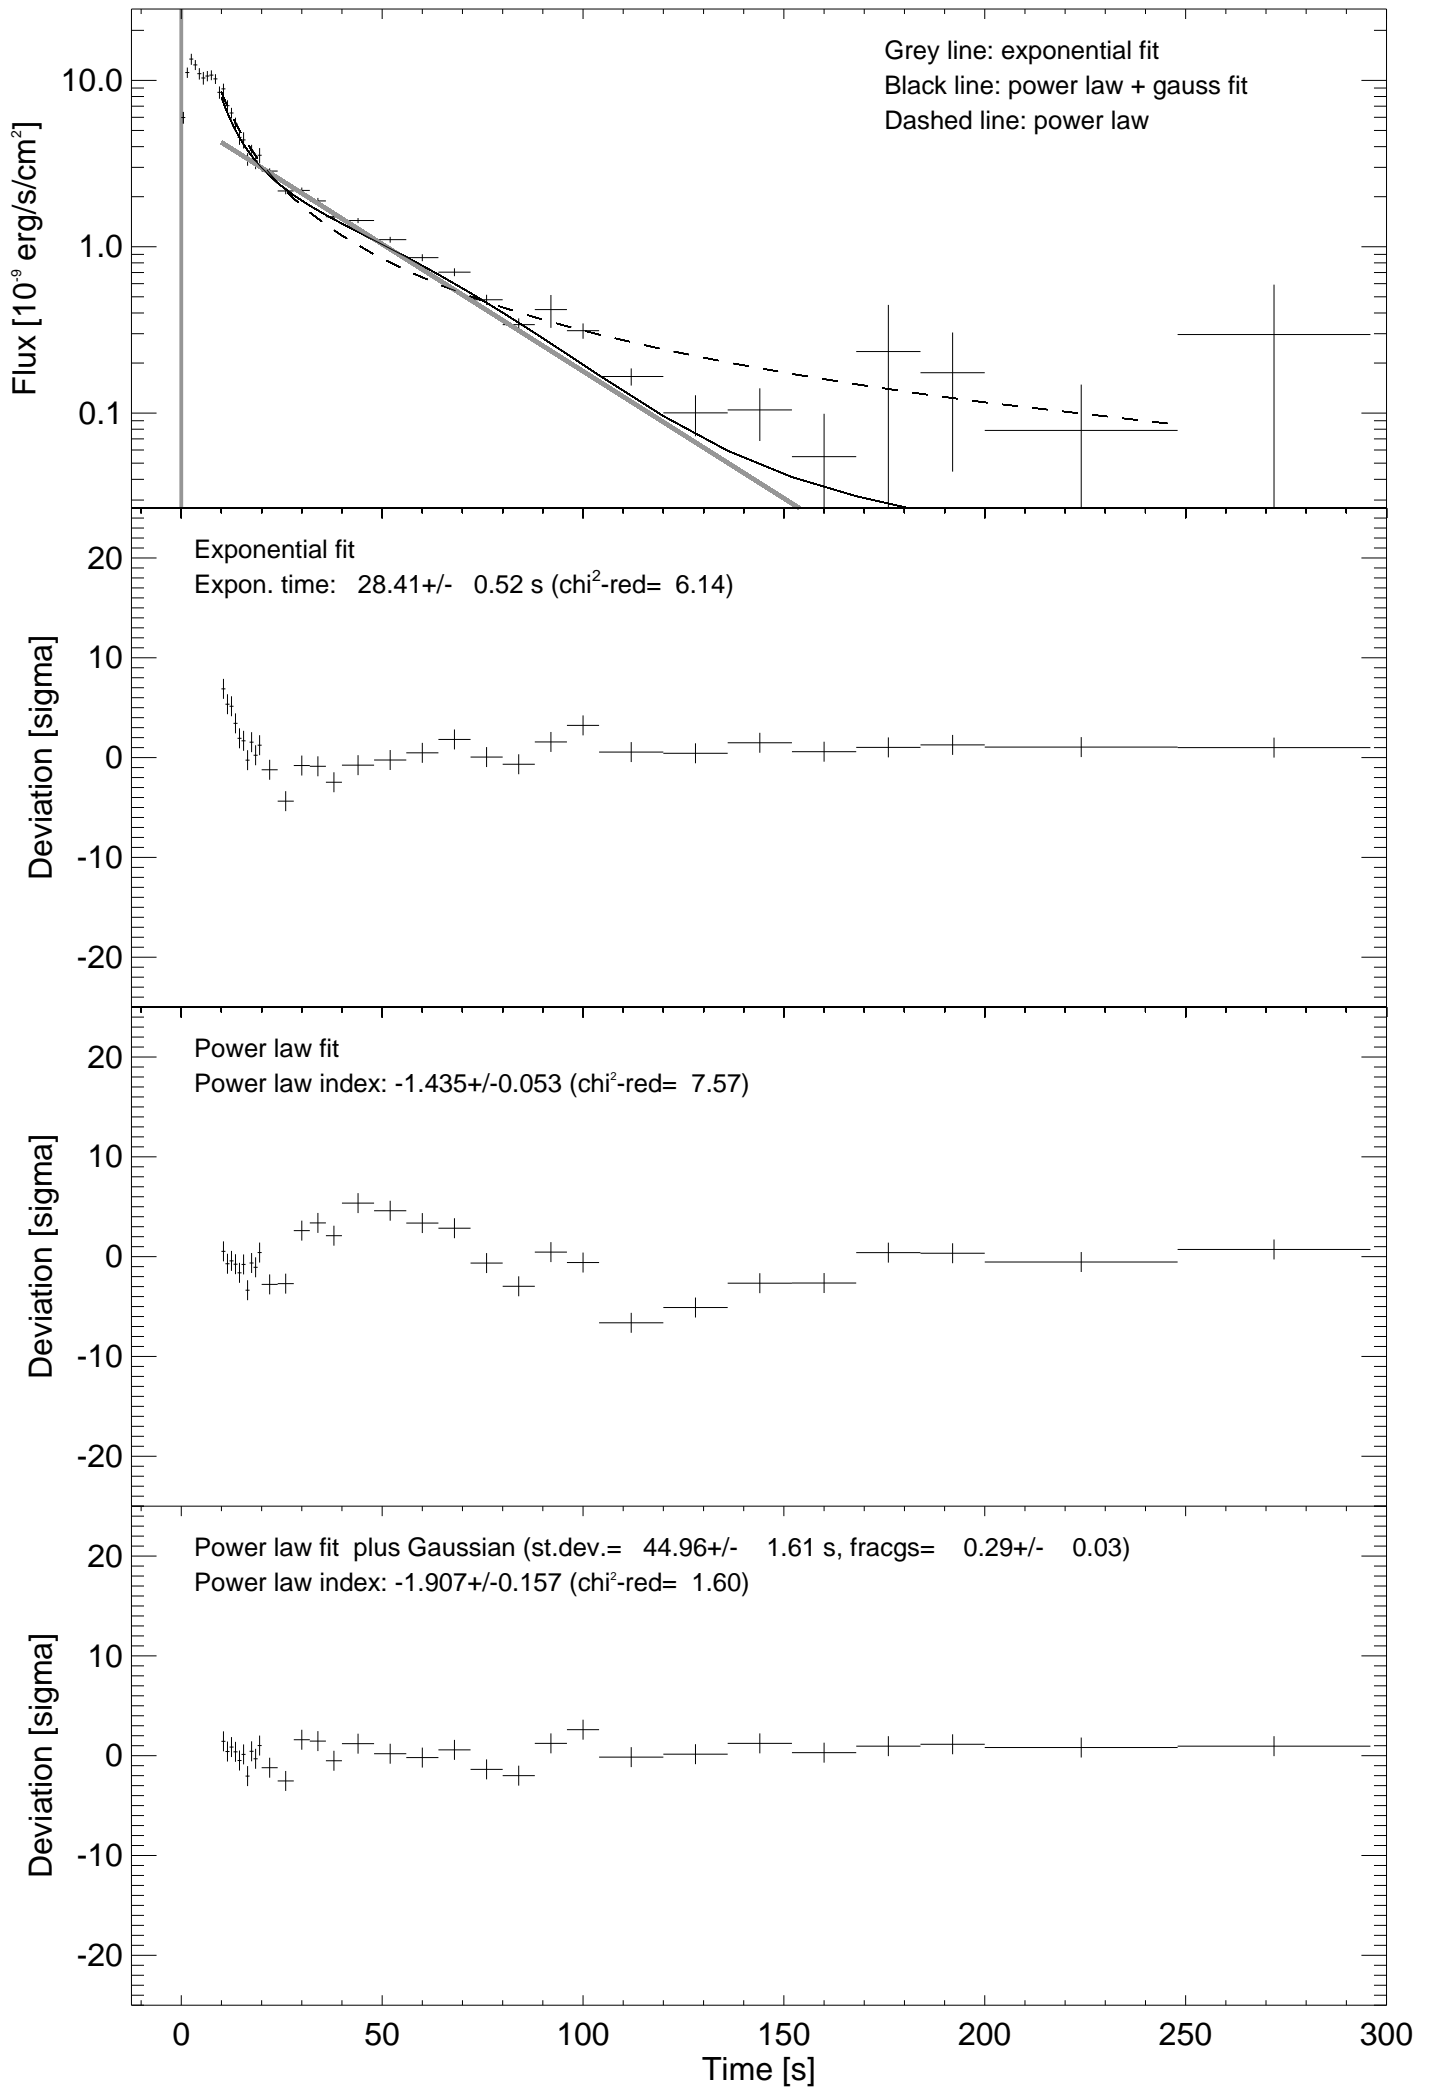 Grey line: exponential fit
Black line: power law + gauss fit
Dashed line: power law
10.0
1.0
0.1
Flux [10⁻⁹ erg/s/cm²]
Exponential fit
Expon. time: 28.41+/- 0.52 s (chi²-red= 6.14)
20
10
0
-10
-20
Deviation [sigma]
Power law fit
Power law index: -1.435+/-0.053 (chi²-red= 7.57)
20
10
0
-10
-20
Deviation [sigma]
Power law fit plus Gaussian (st.dev.= 44.96+/- 1.61 s, fracgs= 0.29+/- 0.03)
Power law index: -1.907+/-0.157 (chi²-red= 1.60)
20
10
0
-10
-20
Deviation [sigma]
0 50 100 150 200 250 300
Time [s]